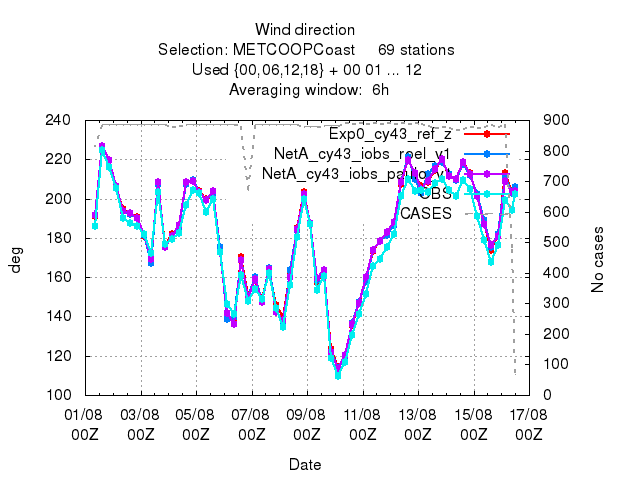 Wind direction
Selection: METCOOPCoast 69 stations
Used {00,06,12,18} + 00 01 ... 12
Averaging window: 6h
deg
No cases
240
220
200
180
160
140
120
100
900
800
700
600
500
400
300
200
100
0
Exp0_cy43_ref_z
NetA_cy43_iobs_reel_v1
NetA_cy43_iobs_paylo_v1
OBS
CASES
01/08 03/08 05/08 07/08 09/08 11/08 13/08 15/08 17/08
00Z 00Z 00Z 00Z 00Z 00Z 00Z 00Z 00Z
Date